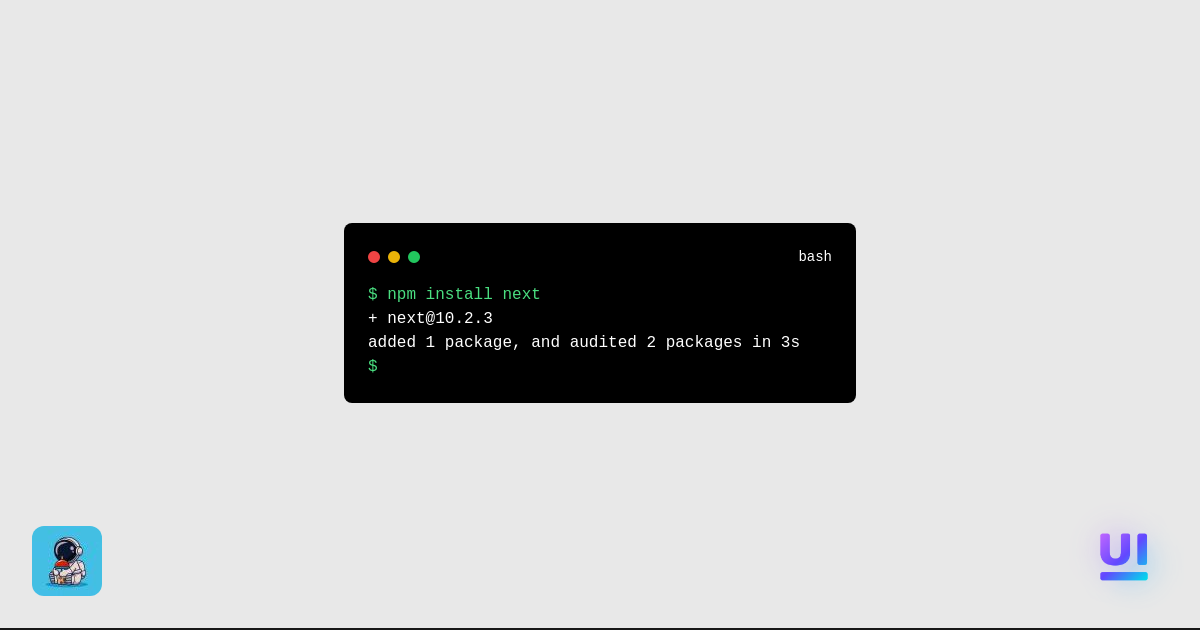 bash
$ npm install next
+ next@10.2.3
added 1 package, and audited 2 packages in 3s
$
UI